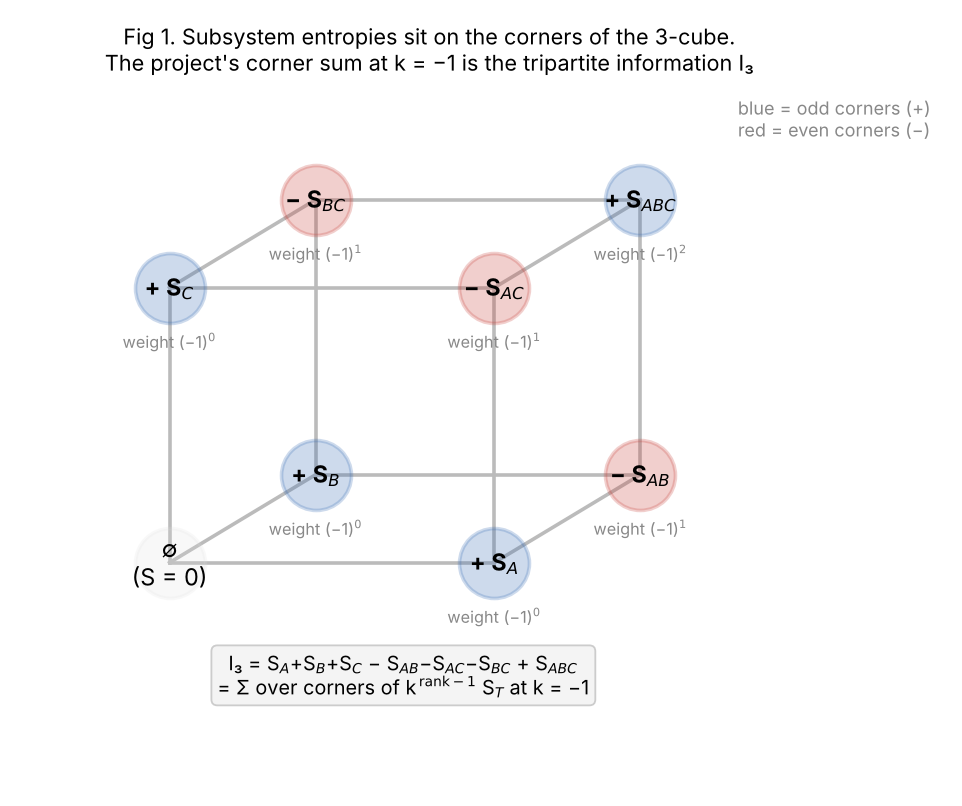 Fig 1. Subsystem entropies sit on the corners of the 3-cube.
The project's corner sum at k = −1 is the tripartite information I₃
blue = odd corners (+)
red = even corners (−)
− S_BC
+ S_ABC
weight (−1)¹
weight (−1)²
+ S_C
− S_AC
weight (−1)⁰
weight (−1)¹
+ S_B
− S_AB
weight (−1)⁰
weight (−1)¹
∅
(S = 0)
+ S_A
weight (−1)⁰
I₃ = S_A+S_B+S_C − S_AB−S_AC−S_BC + S_ABC
= Σ over corners of k^(rank − 1) S_T at k = −1